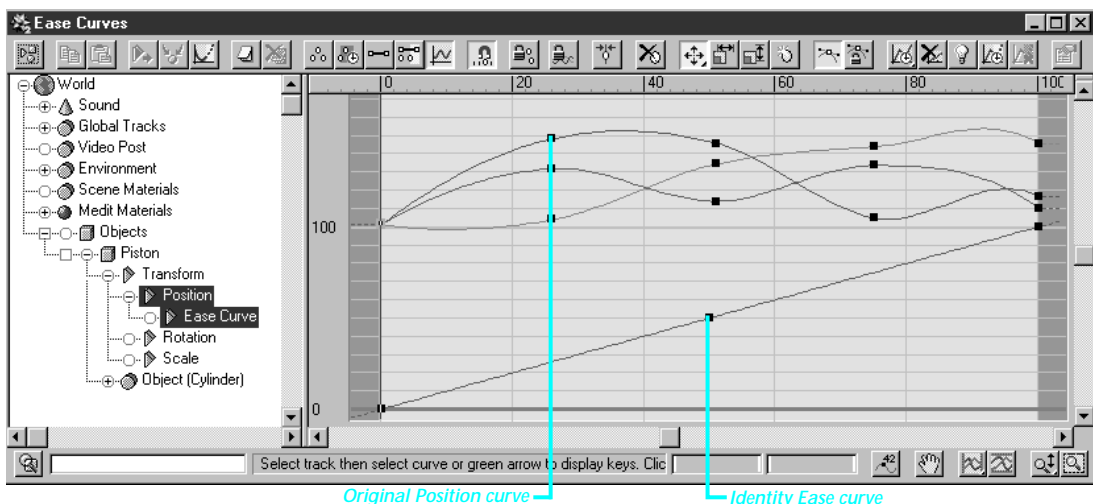 Ease Curves
World
Sound
Global Tracks
Video Post
Environment
Scene Materials
Medit Materials
Objects
Piston
Transform
Position
Ease Curve
Rotation
Scale
Object (Cylinder)
0 20 40 60 80 100
100
0
Select track then select curve or green arrow to display keys. Clic
42
Original Position curve
Identity Ease curve